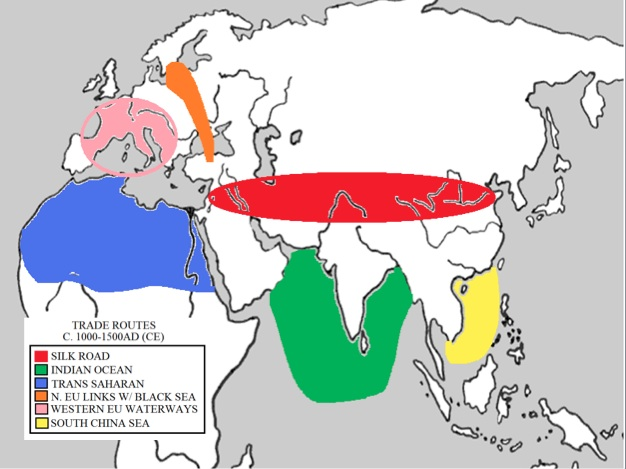 TRADE ROUTES
C. 1000-1500AD (CE)
SILK ROAD
INDIAN OCEAN
TRANS SAHARAN
N. EU LINKS W/ BLACK SEA
WESTERN EU WATERWAYS
SOUTH CHINA SEA